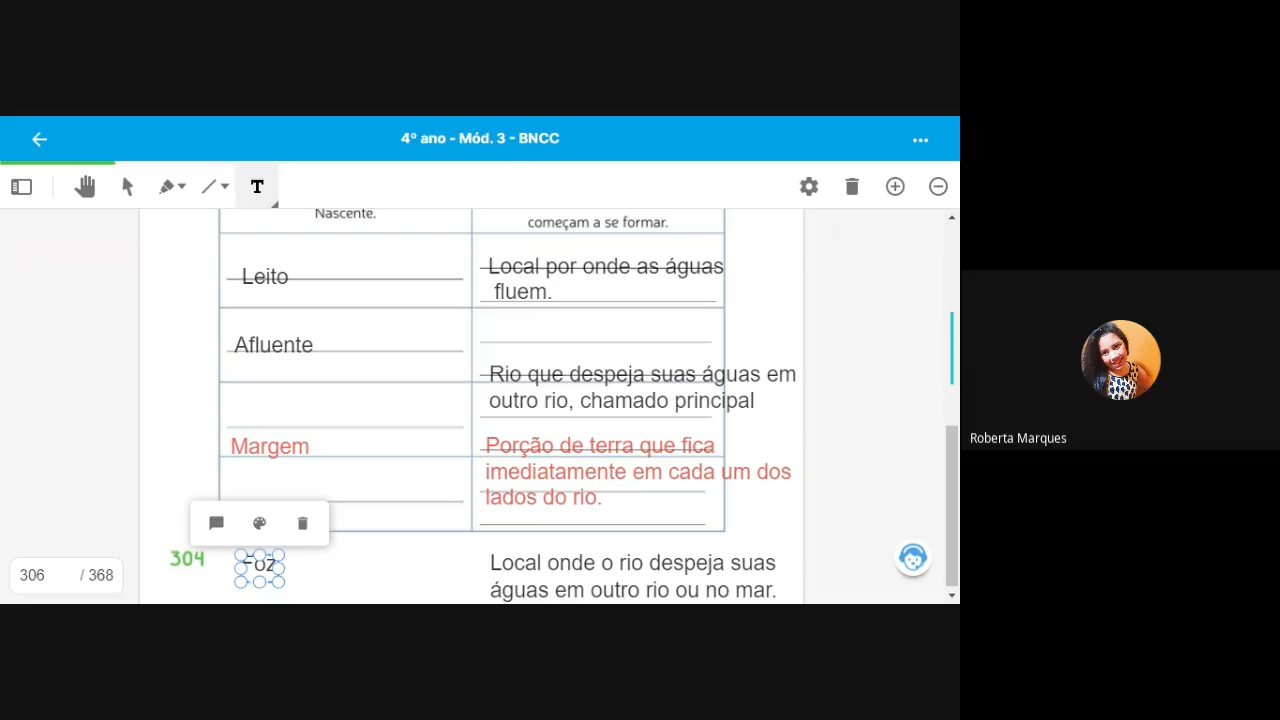 4º ano - Mód. 3 - BNCC
T
Nascente.
começam a se formar.
Leito
Local por onde as águas
fluem.
Afluente
Rio que despeja suas águas em
outro rio, chamado principal
Margem
Porção de terra que fica
imediatamente em cada um dos
lados do rio.
304
Foz
Local onde o rio despeja suas
águas em outro rio ou no mar.
306 / 368
Roberta Marques